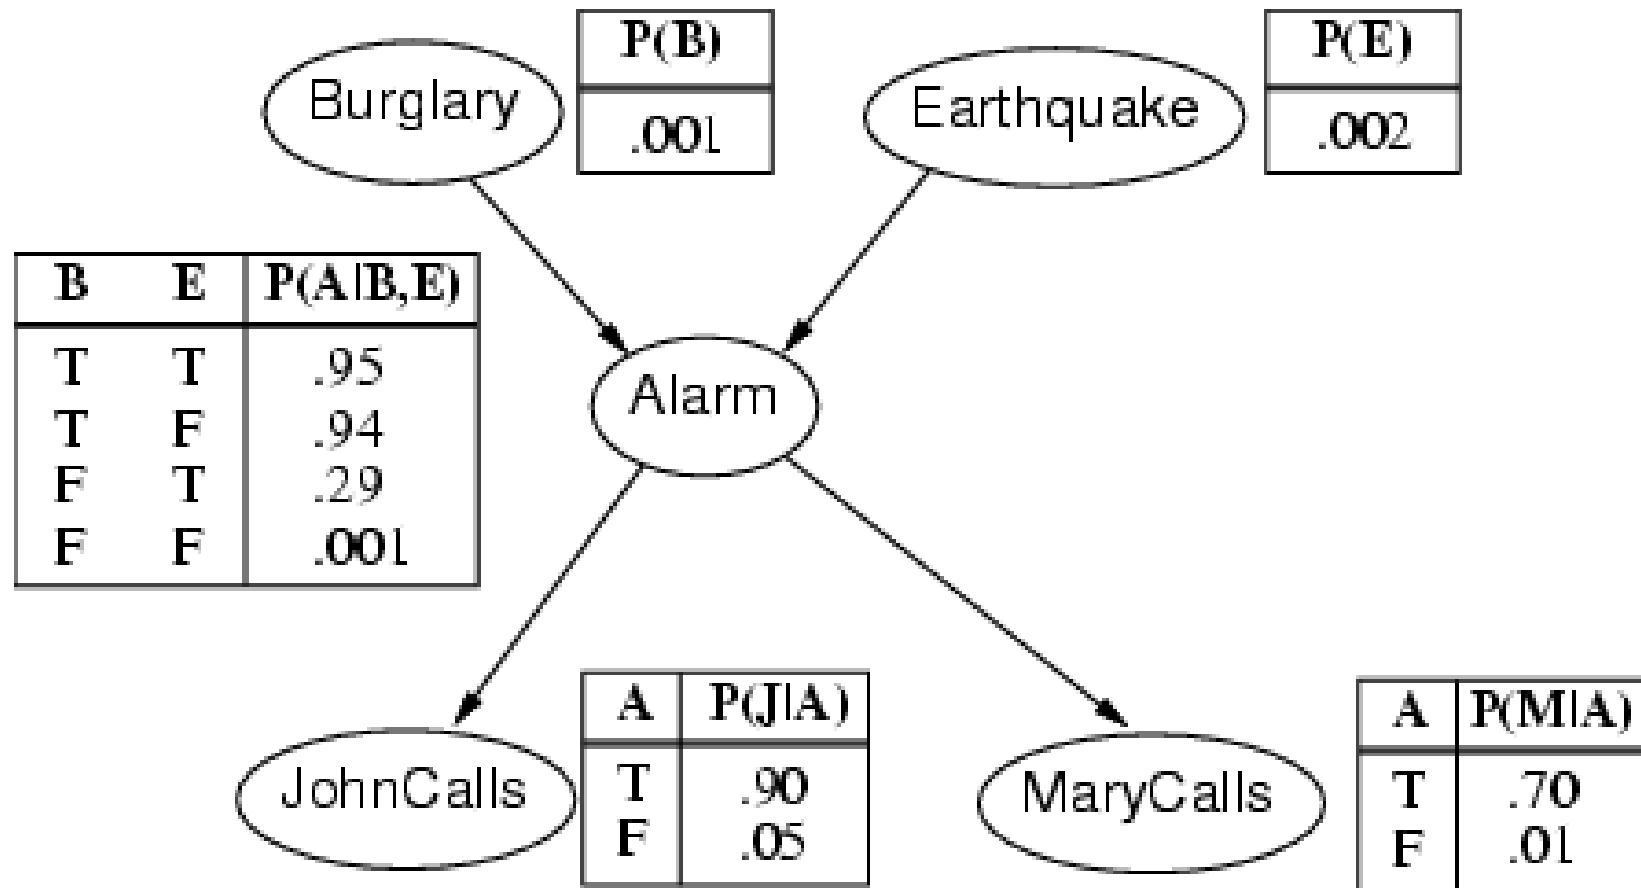 Burglary
P(B)
.001
Earthquake
P(E)
.002
B E P(A|B,E)
T T .95
T F .94
F T .29
F F .001
Alarm
JohnCalls
A P(J|A)
T .90
F .05
MaryCalls
A P(M|A)
T .70
F .01